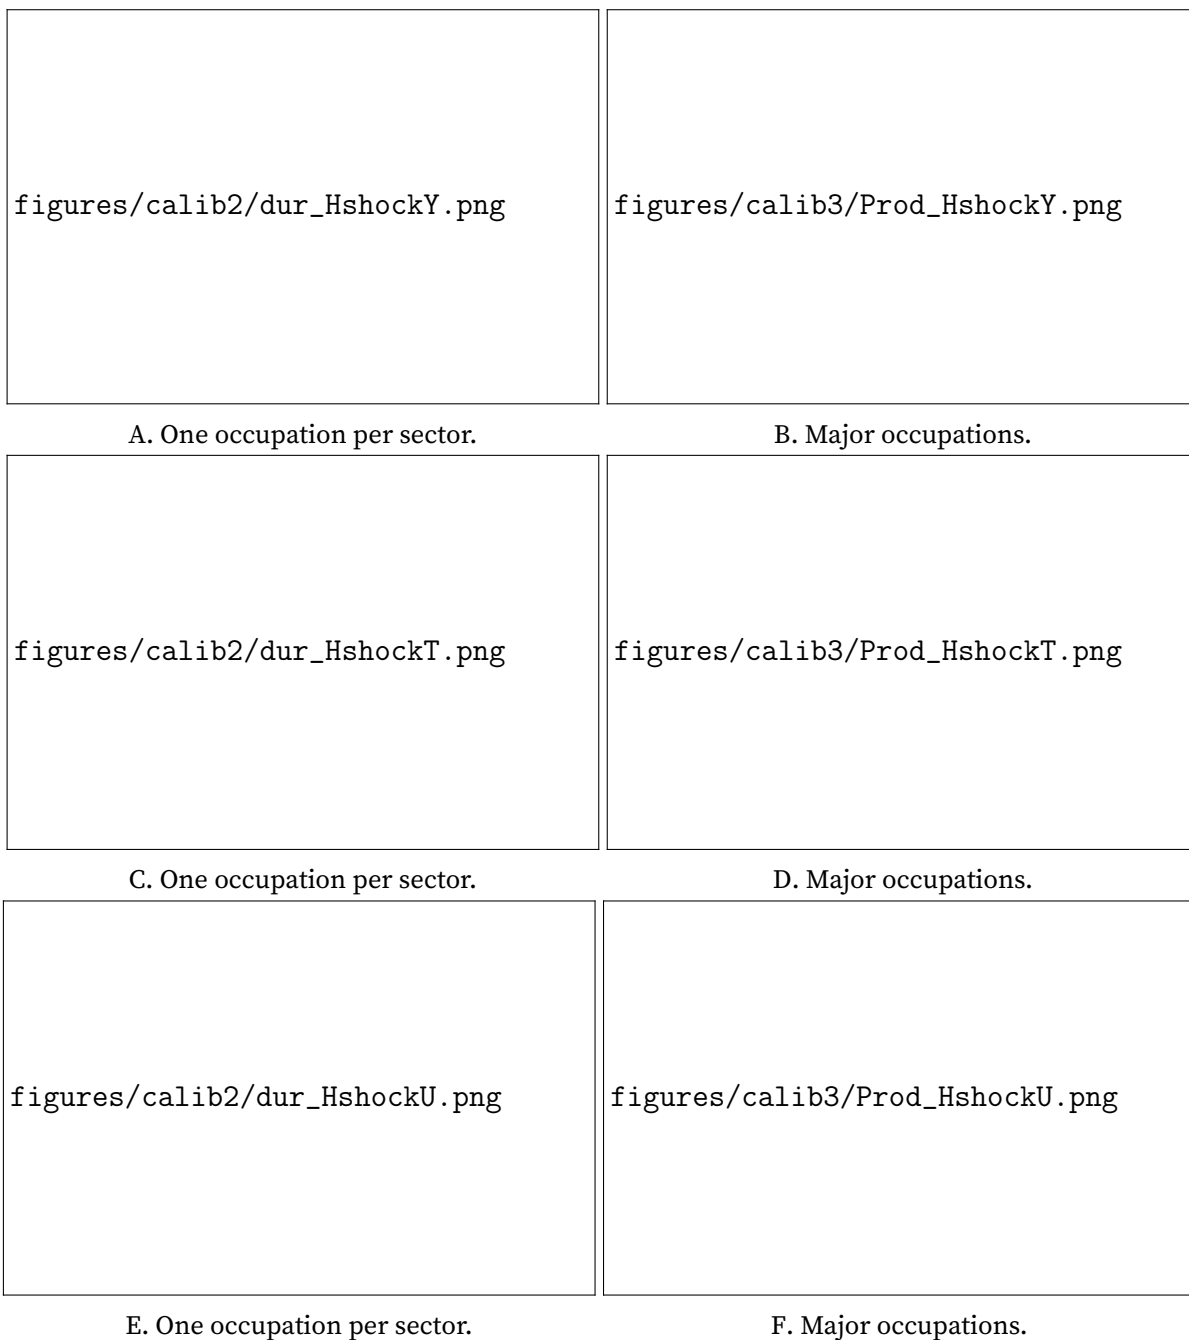 figures/calib2/dur_HshockY.png
figures/calib3/Prod_HshockY.png
A. One occupation per sector.
B. Major occupations.
figures/calib2/dur_HshockT.png
figures/calib3/Prod_HshockT.png
C. One occupation per sector.
D. Major occupations.
figures/calib2/dur_HshockU.png
figures/calib3/Prod_HshockU.png
E. One occupation per sector.
F. Major occupations.